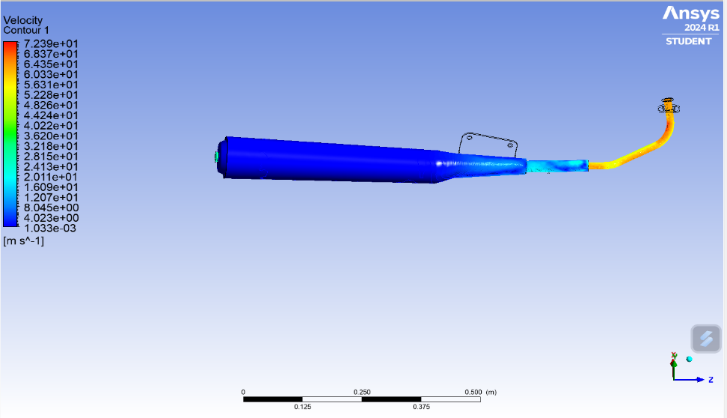 Velocity
Contour 1
7.239e+01
6.837e+01
6.435e+01
6.033e+01
5.631e+01
5.228e+01
4.826e+01
4.424e+01
4.022e+01
3.620e+01
3.218e+01
2.815e+01
2.413e+01
2.011e+01
1.609e+01
1.207e+01
8.045e+00
4.023e+00
1.033e-03
[m s^-1]
Ansys
2024 R1
STUDENT
0
0.250
0.500 (m)
0.125
0.375
Z